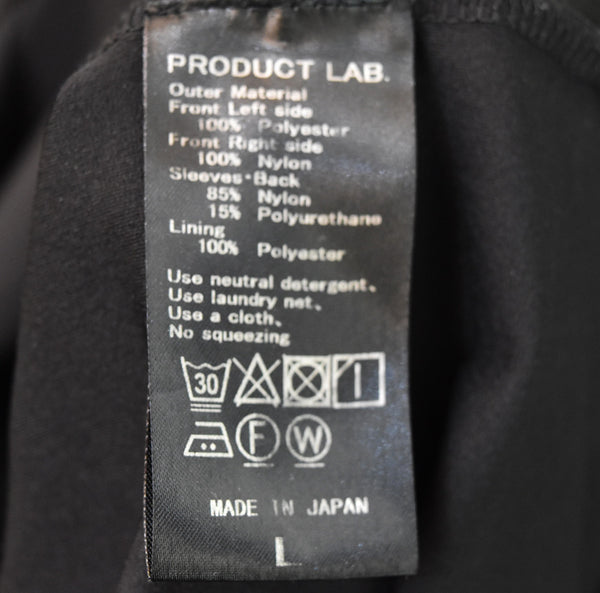 PRODUCT LAB.
Outer Material
Front Left side
100% Polyester
Front Right side
100% Nylon
Sleeves・Back
85% Nylon
15% Polyurethane
Lining
100% Polyester
Use neutral detergent、
Use laundry net、
Use a cloth、
No squeezing
30
F W
MADE IN JAPAN
L